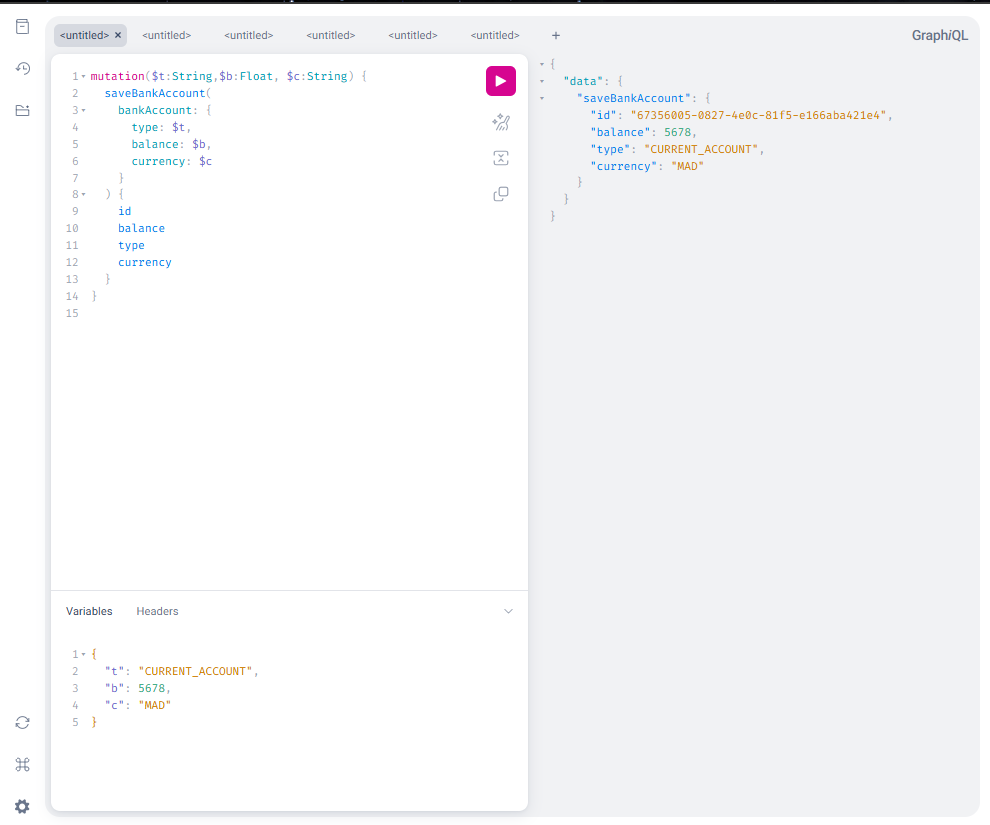 <untitled> × <untitled> <untitled> <untitled> <untitled> <untitled> + GraphiQL
1 mutation($t:String,$b:Float, $c:String) {
2 saveBankAccount(
3 bankAccount: {
4 type: $t,
5 balance: $b,
6 currency: $c
7 }
8 ) {
9 id
10 balance
11 type
12 currency
13 }
14 }
15
{
"data": {
"saveBankAccount": {
"id": "67356005-0827-4e0c-81f5-e166aba421e4",
"balance": 5678,
"type": "CURRENT_ACCOUNT",
"currency": "MAD"
}
}
}
Variables Headers
1 {
2 "t": "CURRENT_ACCOUNT",
3 "b": 5678,
4 "c": "MAD"
5 }